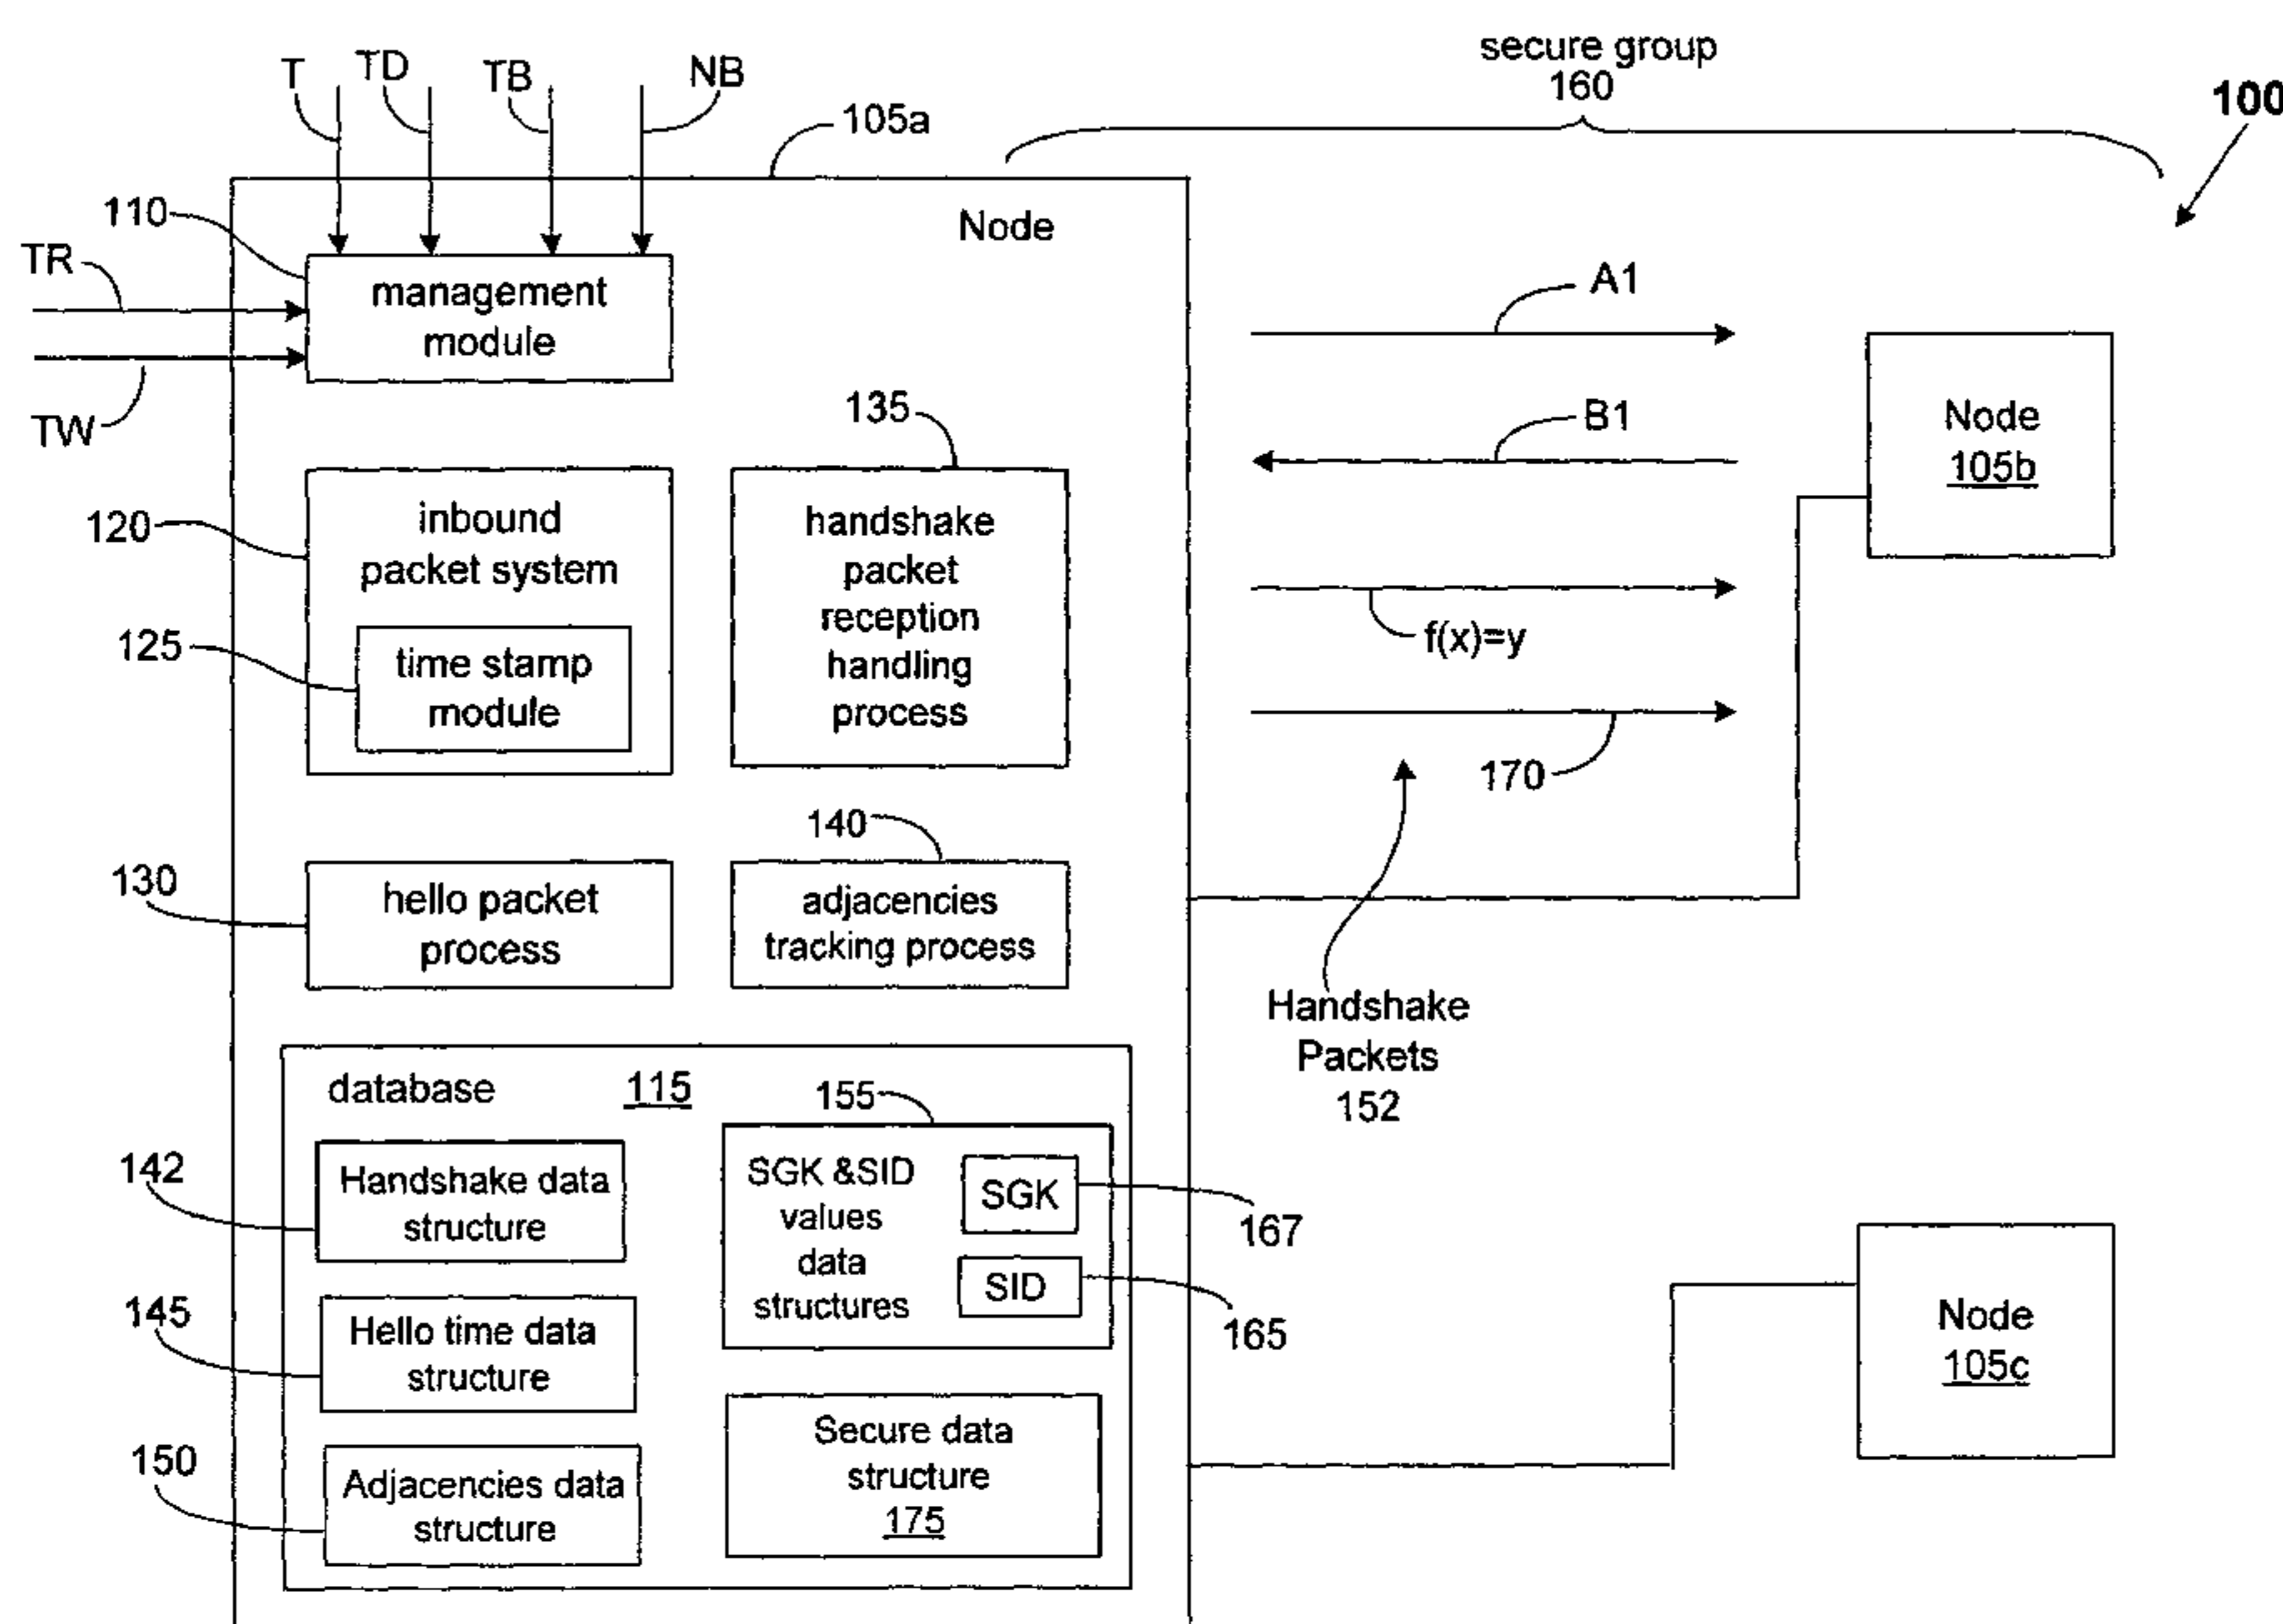 secure group
160
100
T
TD
TB
NB
105a
110
TR
TW
Node
management
module
A1
B1
f(x)=y
170
Node
105b
135
120
inbound
packet system
125
time stamp
module
handshake
packet
reception
handling
process
140
130
hello packet
process
adjacencies
tracking process
Handshake
Packets
152
database 115
155
142
Handshake data
structure
SGK &SID
values
data
structures
SGK
167
SID
165
145
Hello time data
structure
150
Adjacencies data
structure
Secure data
structure
175
Node
105c